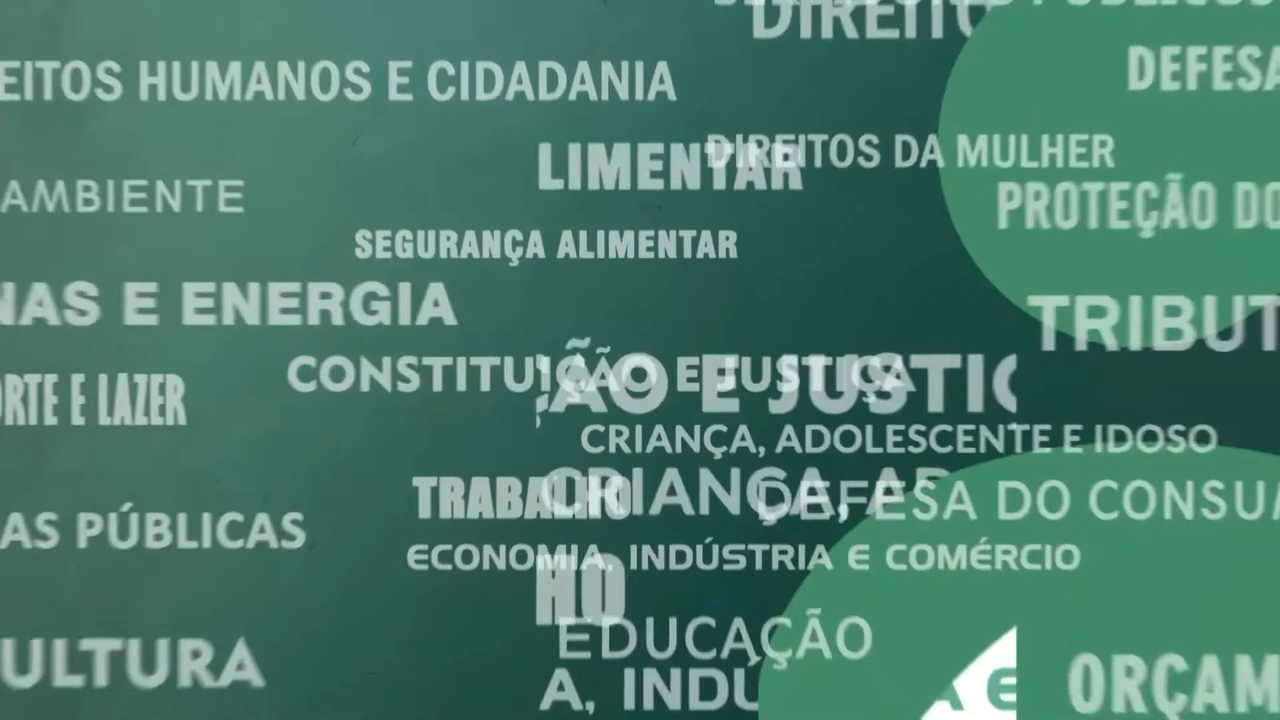 DIREITO
EITOS HUMANOS E CIDADANIA
DEFESA
DIREITOS DA MULHER
LIMENTAR
AMBIENTE
PROTEÇÃO DO
SEGURANÇA ALIMENTAR
NAS E ENERGIA
TRIBUT
CONSTITUIÇÃO E JUSTIÇA
ÇÃO E JUSTIÇ
ORTE E LAZER
CRIANÇA, ADOLESCENTE E IDOSO
TRABALHO
CRIANÇA, AD
DEFESA DO CONSU
AS PÚBLICAS
ECONOMIA, INDÚSTRIA E COMÉRCIO
HO
EDUCAÇÃO
ULTURA
A, INDÚ
A E
ORÇAM